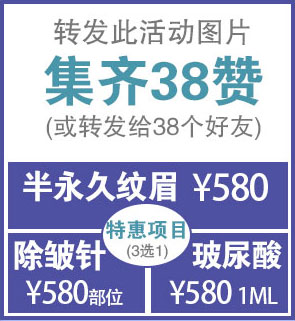 转发此活动图片
集齐38赞
(或转发给38个好友)
半永久纹眉 ¥580
特惠项目
(3选1)
除皱针
¥580部位
玻尿酸
¥580 1ML